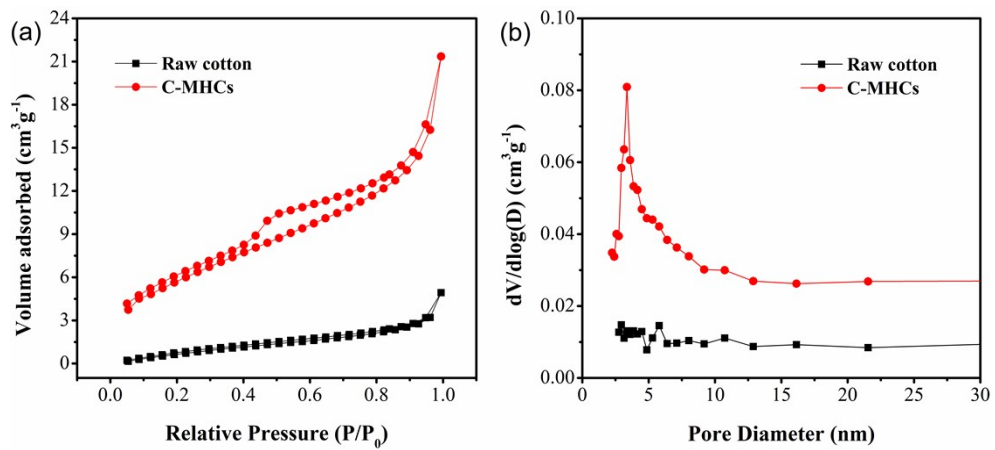 (a)
Volume adsorbed (cm³g⁻¹)
24
21
18
15
12
9
6
3
0
Raw cotton
C-MHCs
0.0 0.2 0.4 0.6 0.8 1.0
Relative Pressure (P/P₀)
(b)
dV/dlog(D) (cm³g⁻¹)
0.10
0.08
0.06
0.04
0.02
0.00
Raw cotton
C-MHCs
0 5 10 15 20 25 30
Pore Diameter (nm)